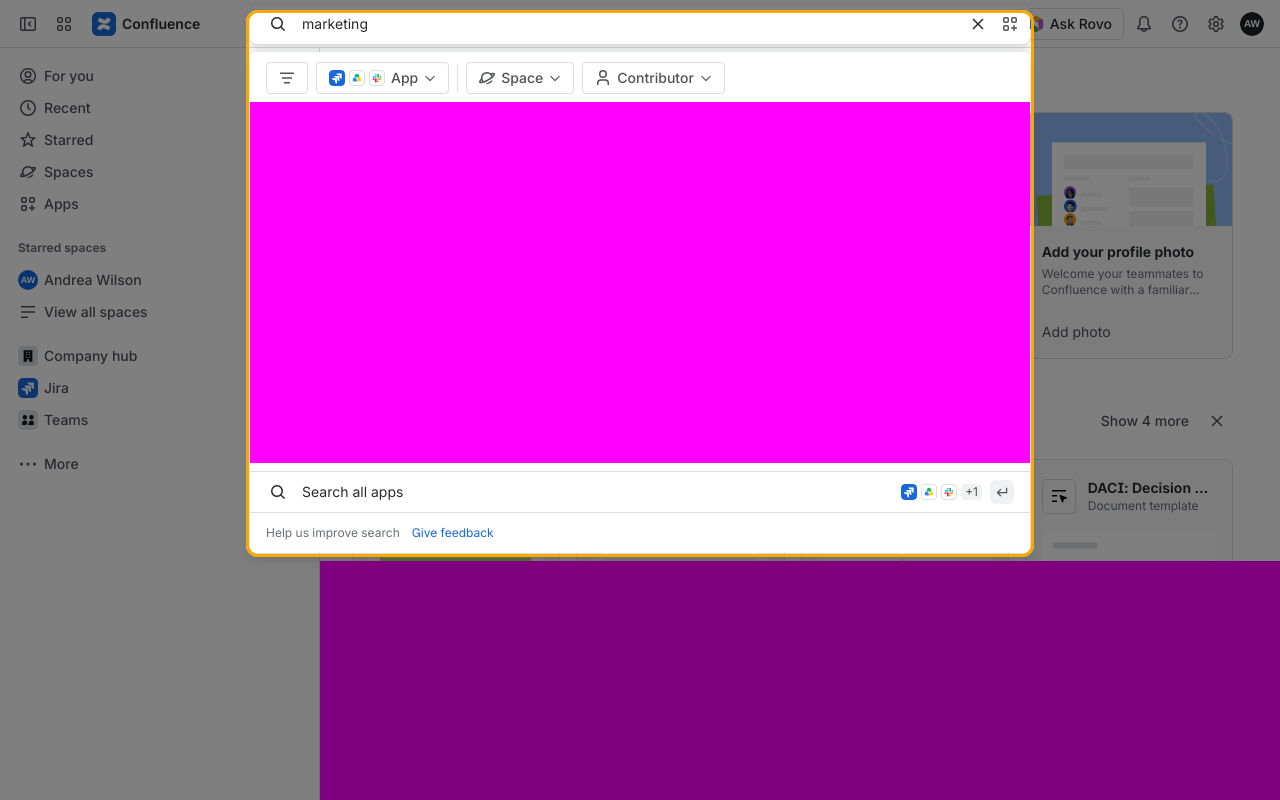 Confluence
marketing
Ask Rovo
AW
For you
Recent
Starred
Spaces
Apps
Starred spaces
AW Andrea Wilson
View all spaces
Company hub
Jira
Teams
More
App
Space
Contributor
Search all apps
+1
Help us improve search Give feedback
Add your profile photo
Welcome your teammates to
Confluence with a familiar...
Add photo
Show 4 more
DACI: Decision ...
Document template